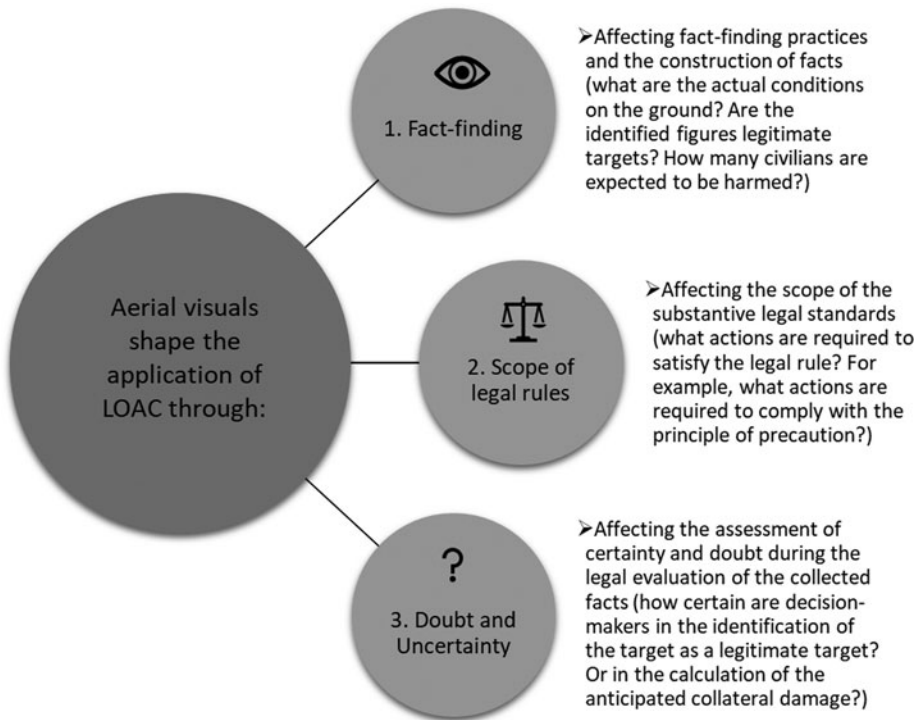 Aerial visuals
shape the
application of
LOAC through:
1. Fact-finding
➤Affecting fact-finding practices
and the construction of facts
(what are the actual conditions
on the ground? Are the
identified figures legitimate
targets? How many civilians are
expected to be harmed?)
2. Scope of
legal rules
➤Affecting the scope of the
substantive legal standards
(what actions are required to
satisfy the legal rule? For
example, what actions are
required to comply with the
principle of precaution?)
?
3. Doubt and
Uncertainty
➤Affecting the assessment of
certainty and doubt during the
legal evaluation of the collected
facts (how certain are decision-
makers in the identification of
the target as a legitimate target?
Or in the calculation of the
anticipated collateral damage?)